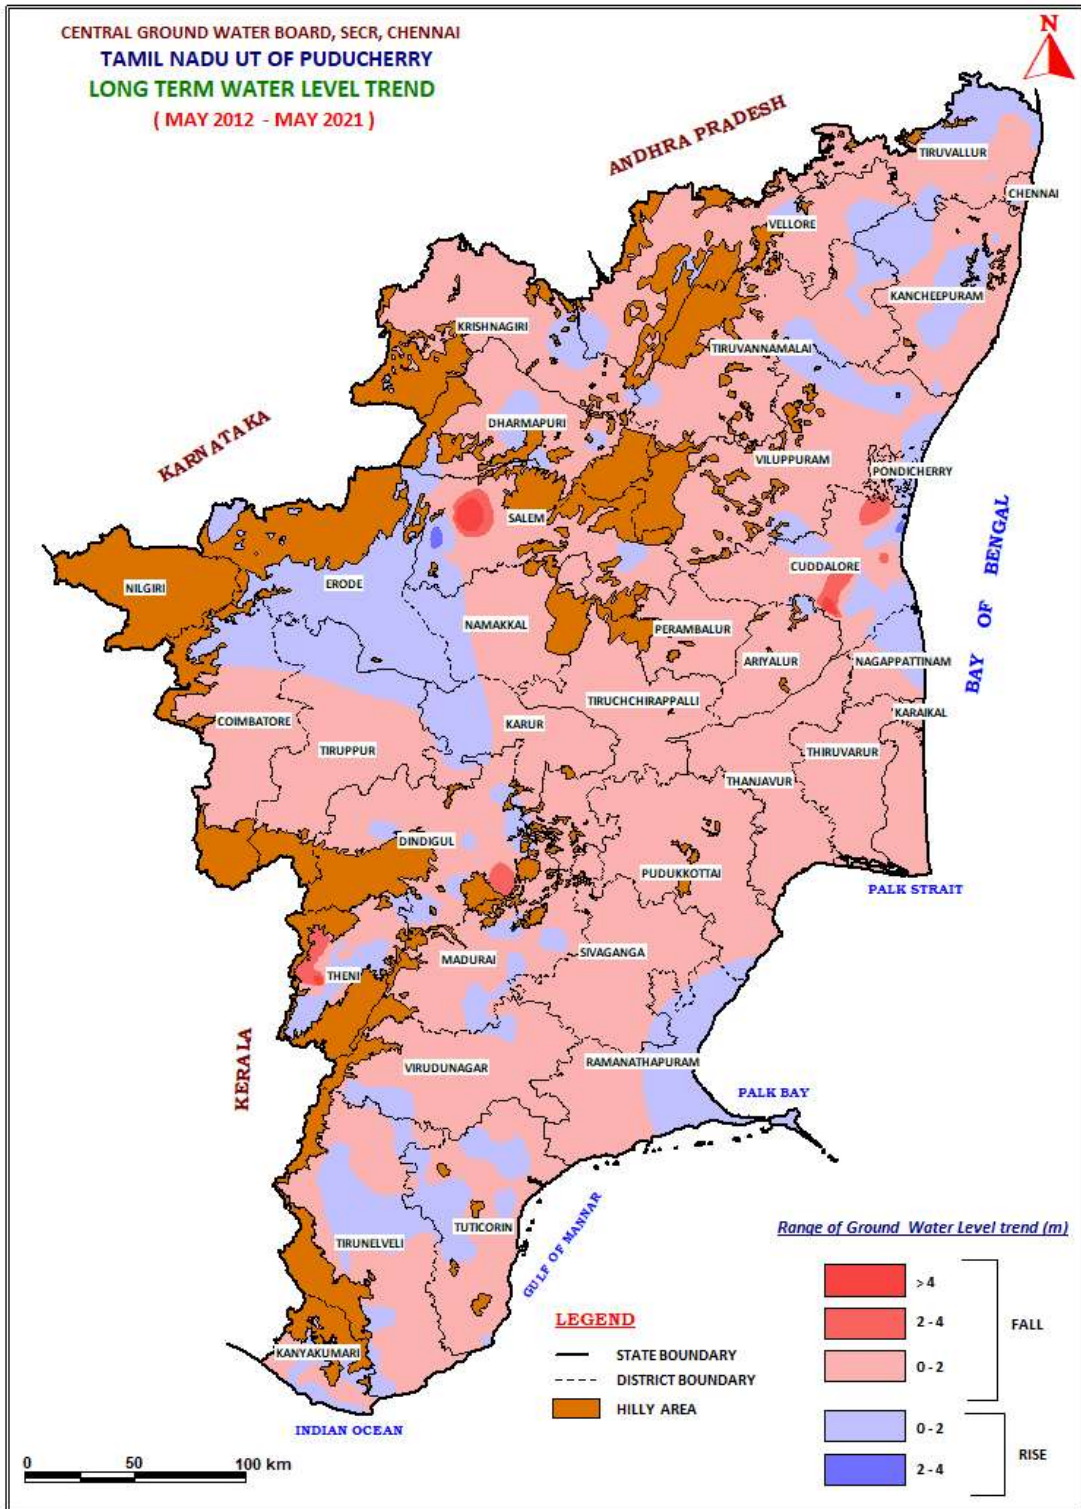 CENTRAL GROUND WATER BOARD, SECR, CHENNAI
TAMIL NADU UT OF PUDUCHERRY
LONG TERM WATER LEVEL TREND
( MAY 2012 - MAY 2021 )
N
ANDHRA PRADESH
TIRUVALLUR
CHENNAI
VELLORE
KANCHEEPURAM
KRISHNAGIRI
TIRUVANNAMALAI
KARNATAKA
DHARMAPURI
VILUPPURAM
PONDICHERRY
SALEM
BAY OF BENGAL
CUDDALORE
NILGIRI
ERODE
NAMAKKAL
PERAMBALUR
ARIYALUR
NAGAPPATTINAM
TIRUCHCHIRAPPALLI
KARAIKAL
COIMBATORE
KARUR
TIRUPPUR
THIRUVARUR
THANJAVUR
DINDIGUL
PUDUKKOTTAI
PALK STRAIT
MADURAI
SIVAGANGA
THENI
KERALA
VIRUDUNAGAR
RAMANATHAPURAM
PALK BAY
TUTICORIN
TIRUNELVELI
GULF OF MANNAR
KANYAKUMARI
INDIAN OCEAN
0 50 100 km
LEGEND
STATE BOUNDARY
DISTRICT BOUNDARY
HILLY AREA
Range of Ground Water Level trend (m)
>4
2-4
FALL
0-2
0-2
RISE
2-4